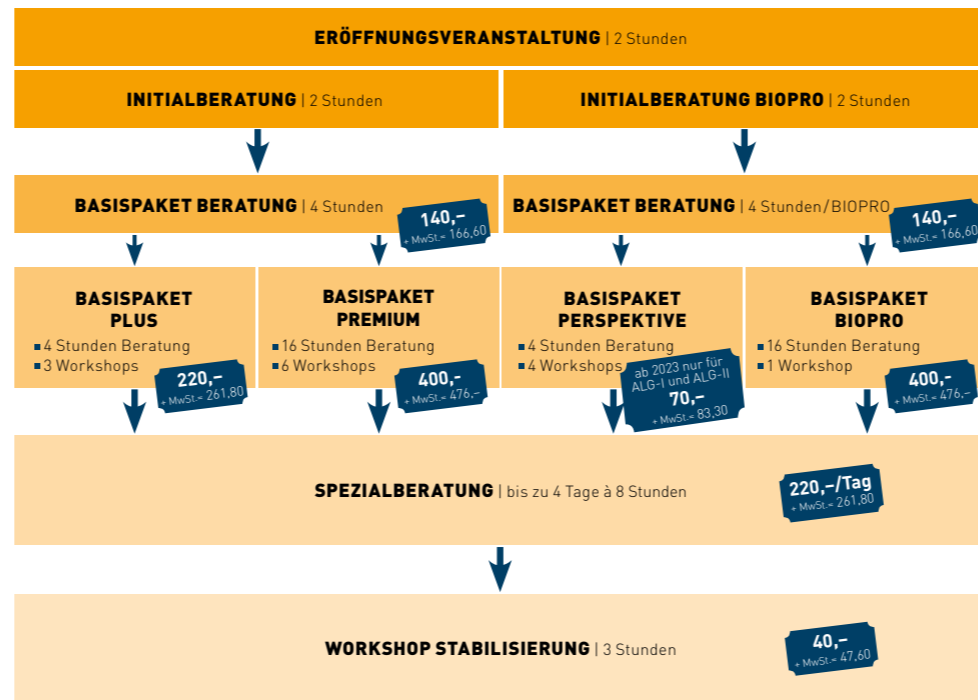 ERÖFFNUNGSVERANSTALTUNG | 2 Stunden
INITIALBERATUNG | 2 Stunden
INITIALBERATUNG BIOPRO | 2 Stunden
BASISPAKET BERATUNG | 4 Stunden
140,–
+ MwSt.= 166,60
BASISPAKET BERATUNG | 4 Stunden/BIOPRO
140,–
+ MwSt.= 166,60
BASISPAKET
PLUS
4 Stunden Beratung
3 Workshops
220,–
+ MwSt.= 261,80
BASISPAKET
PREMIUM
16 Stunden Beratung
6 Workshops
400,–
+ MwSt.= 476,–
BASISPAKET
PERSPEKTIVE
4 Stunden Beratung
4 Workshops
ab 2023 nur für
ALG-I und ALG-II
70,–
+ MwSt.= 83,30
BASISPAKET
BIOPRO
16 Stunden Beratung
1 Workshop
400,–
+ MwSt.= 476,–
SPEZIALBERATUNG | bis zu 4 Tage à 8 Stunden
220,–/Tag
+ MwSt.= 261,80
WORKSHOP STABILISIERUNG | 3 Stunden
40,–
+ MwSt.= 47,60